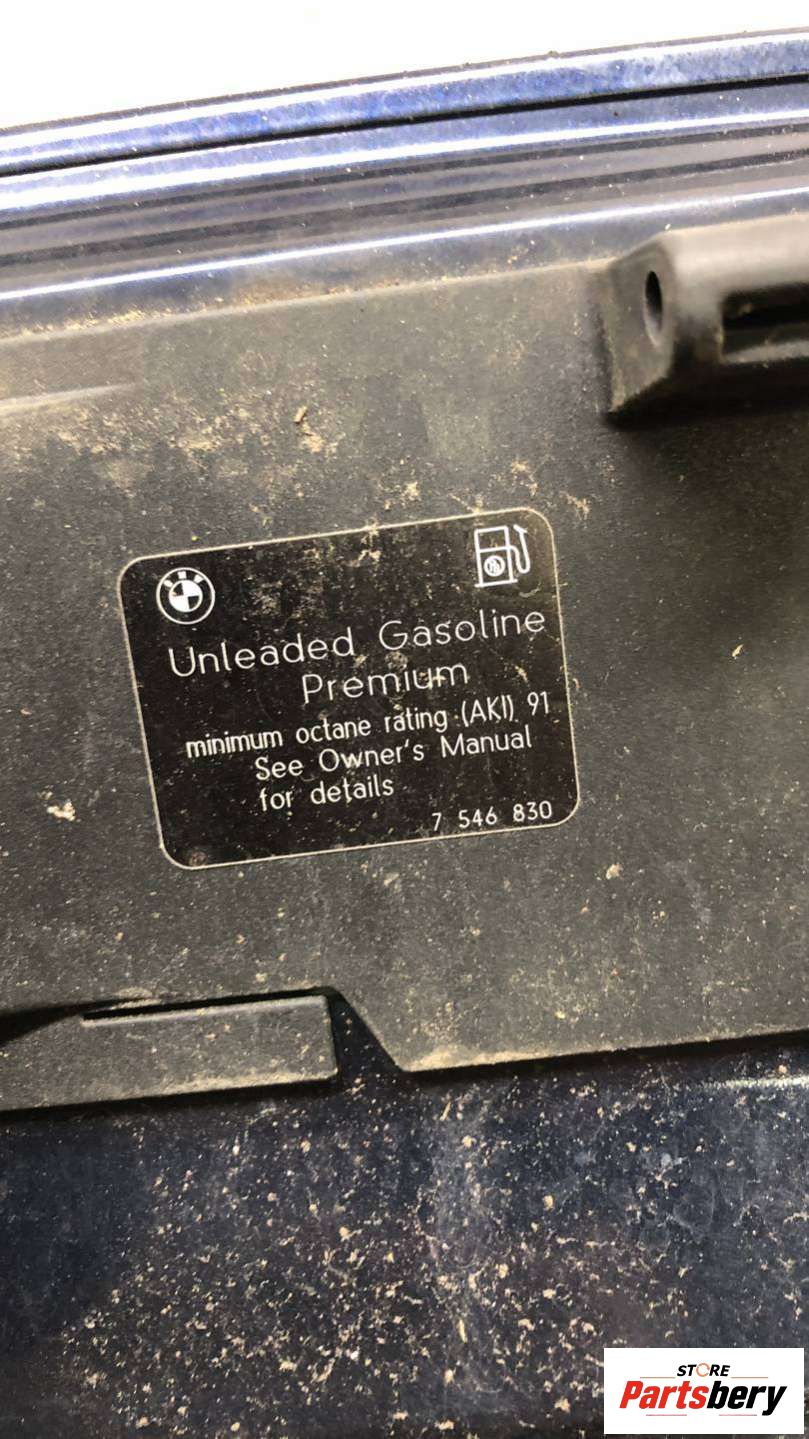 Unleaded Gasoline
Premium
minimum octane rating (AKI) 91
See Owner's Manual
for details
7 546 830
STORE
Partsbery